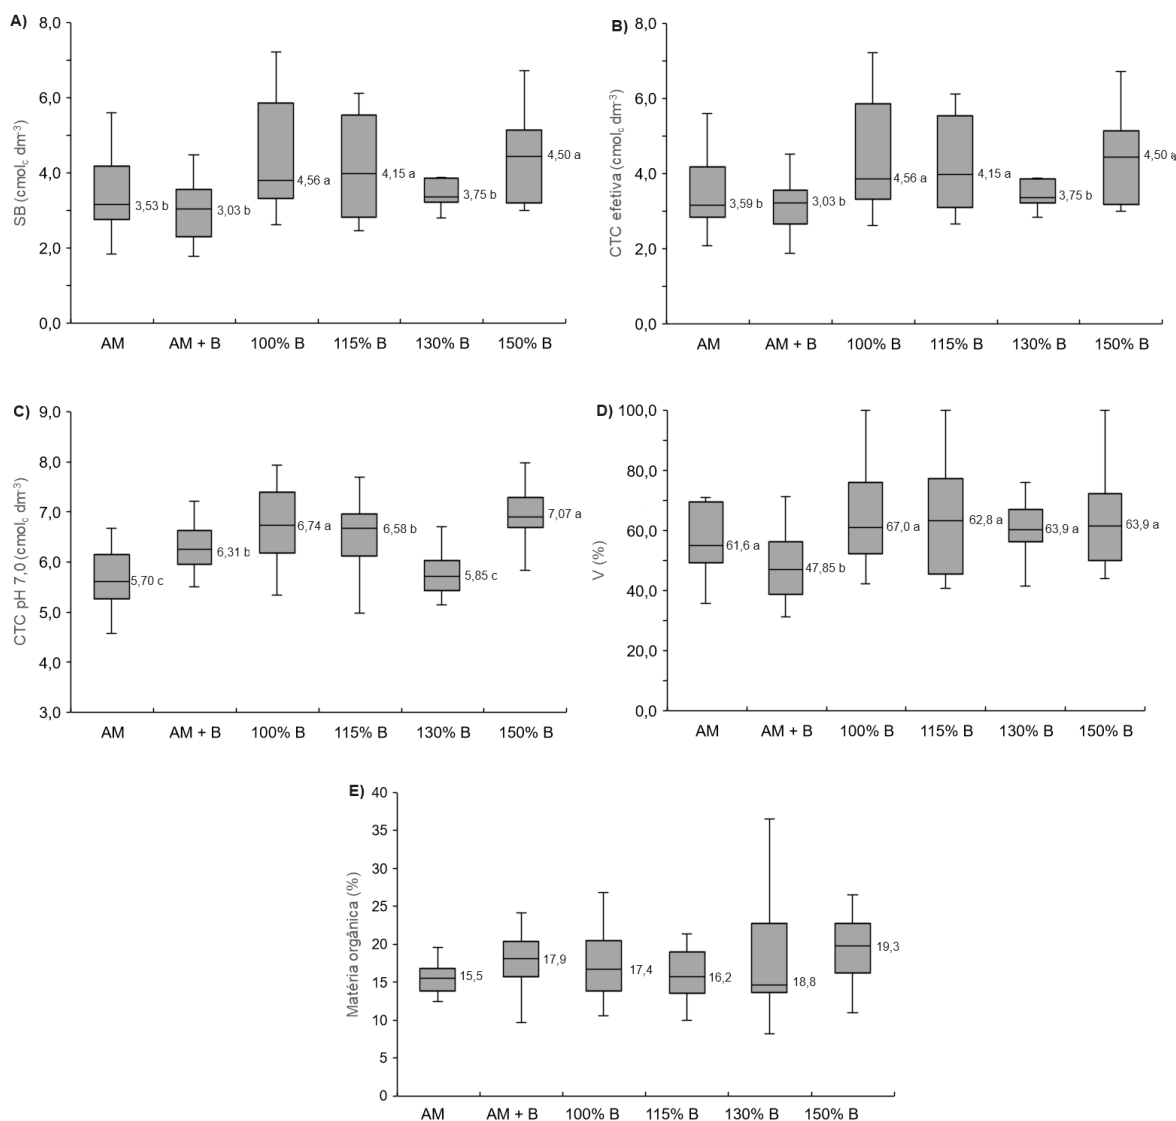 A)
SB (cmolc dm-3)
8,0
6,0
4,0
2,0
0,0
3,53 b
3,03 b
4,56 a
4,15 a
3,75 b
4,50 a
AM AM + B 100% B 115% B 130% B 150% B
B)
CTC efetiva (cmolc dm-3)
8,0
6,0
4,0
2,0
0,0
3,59 b
3,03 b
4,56 a
4,15 a
3,75 b
4,50 a
AM AM + B 100% B 115% B 130% B 150% B
C)
CTC pH 7,0 (cmolc dm-3)
9,0
8,0
7,0
6,0
5,0
4,0
3,0
5,70 c
6,31 b
6,74 a
6,58 b
5,85 c
7,07 a
AM AM + B 100% B 115% B 130% B 150% B
D)
V (%)
100,0
80,0
60,0
40,0
20,0
0,0
61,6 a
47,85 b
67,0 a
62,8 a
63,9 a
63,9 a
AM AM + B 100% B 115% B 130% B 150% B
E)
Matéria orgânica (%)
40
35
30
25
20
15
10
5
0
15,5
17,9
17,4
16,2
18,8
19,3
AM AM + B 100% B 115% B 130% B 150% B